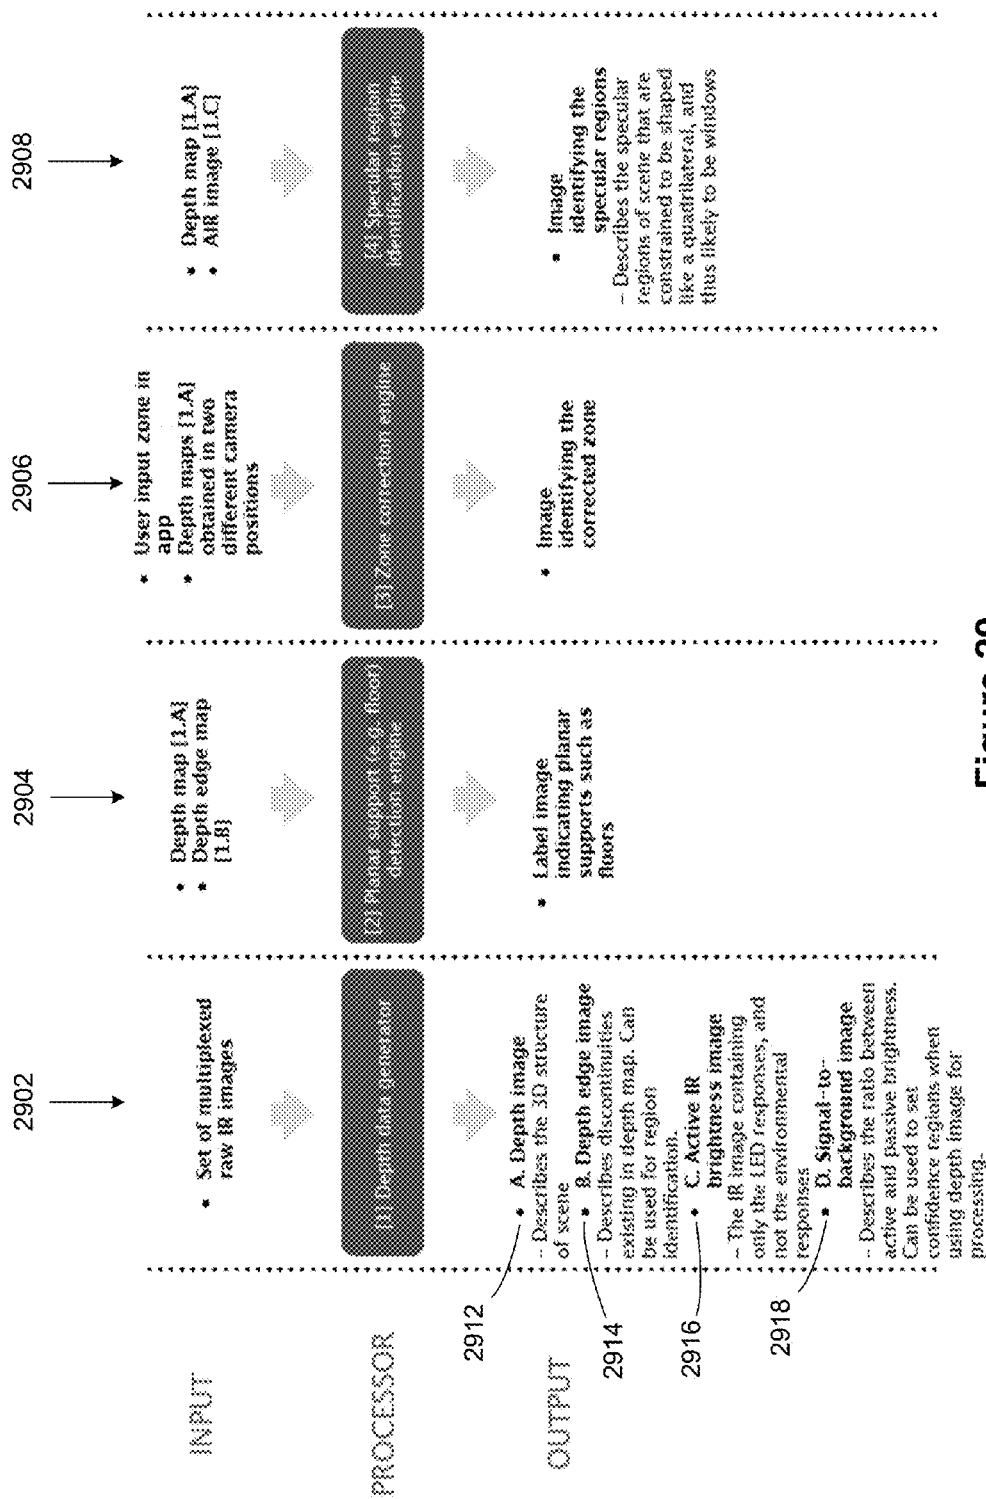 2902
2904
2906
2908
INPUT
• Set of multiplexed
raw IR images
• Depth map [1.A]
• Depth edge map
[1.B]
• User input zone in
app
• Depth maps [1.A]
obtained in two
different camera
positions
• Depth map [1.A]
• AIR image [1.C]
PROCESSOR
[1] Depth data generator
[2] Planar support (e.g. floor)
detection engine
[3] Zone correction engine
[4] Specular region
identification engine
OUTPUT
2912
• A. Depth image
– Describes the 3D structure
of scene
2914
• B. Depth edge image
– Describes discontinuities
existing in depth map. Can
be used for region
identification.
2916
• C. Active IR
brightness image
– The IR image containing
only the LED responses, and
not the environmental
responses
2918
• D. Signal-to-
background image
– Describes the ratio between
active and passive brightness.
Can be used to set
confidence regions when
using depth image for
processing.
• Label image
indicating planar
supports such as
floors
• Image
identifying the
corrected zone
• Image
identifying the
specular regions
– Describes the specular
regions of scene that are
constrained to be shaped
like a quadrilateral, and
thus likely to be windows
Figure 29